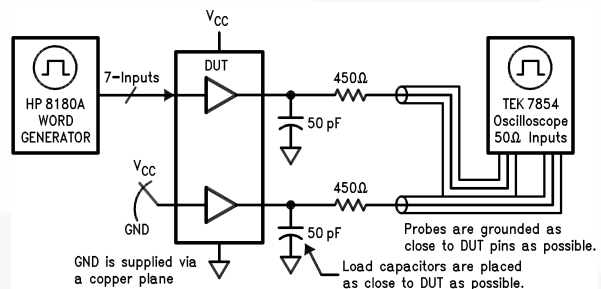 VCC
DUT
7-Inputs
HP 8180A
WORD
GENERATOR
450Ω
50 pF
TEK 7854
Oscilloscope
50Ω Inputs
VCC
GND
450Ω
50 pF
Probes are grounded as
close to DUT pins as possible.
GND is supplied via
a copper plane
Load capacitors are placed
as close to DUT as possible.